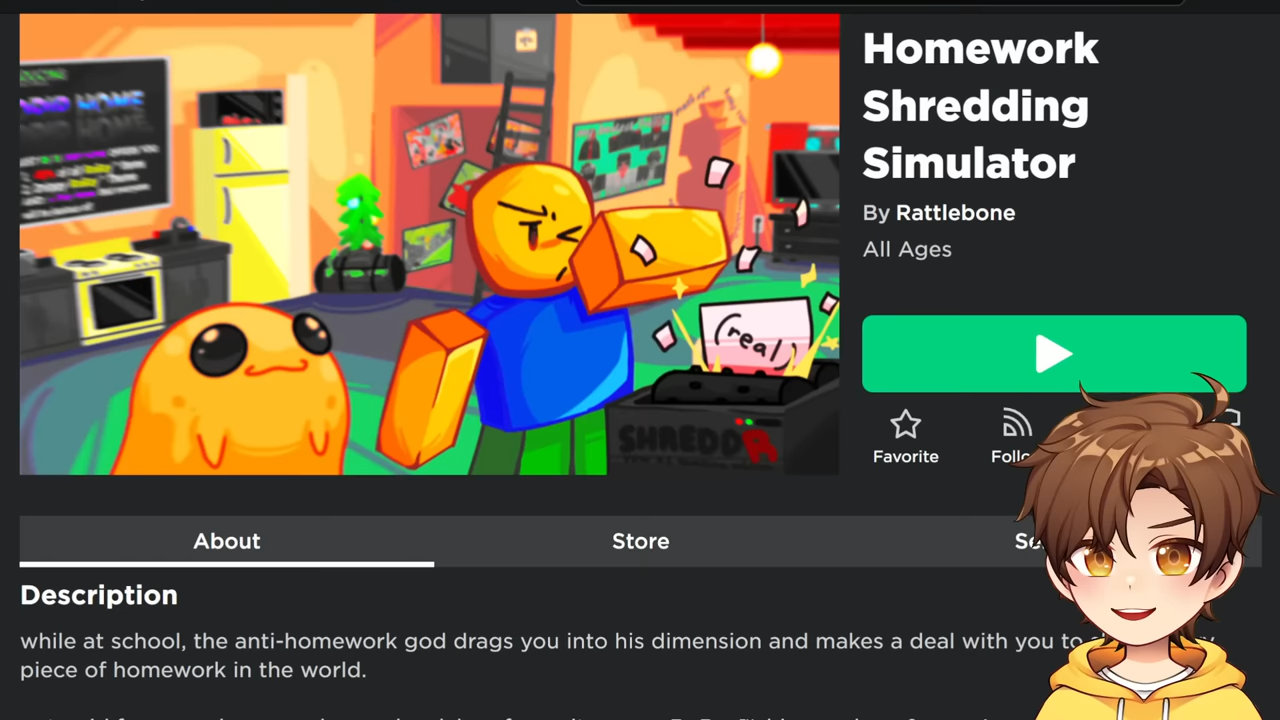 Homework
Shredding
Simulator
By Rattlebone
All Ages
(real)
SHREDDR
Favorite
About
Store
Description
while at school, the anti-homework god drags you into his dimension and makes a deal with you to
piece of homework in the world.